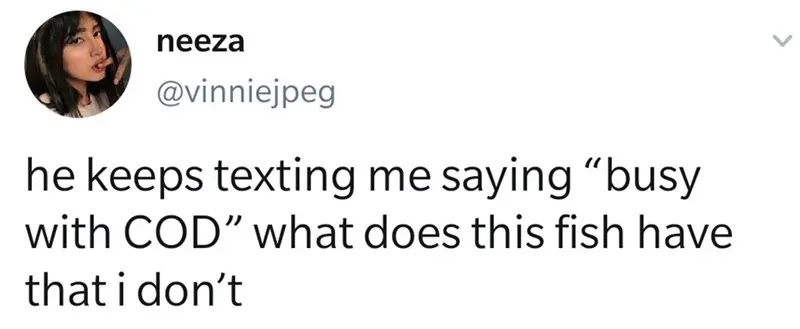 neeza
@vinniejpeg
he keeps texting me saying “busy
with COD” what does this fish have
that i don’t